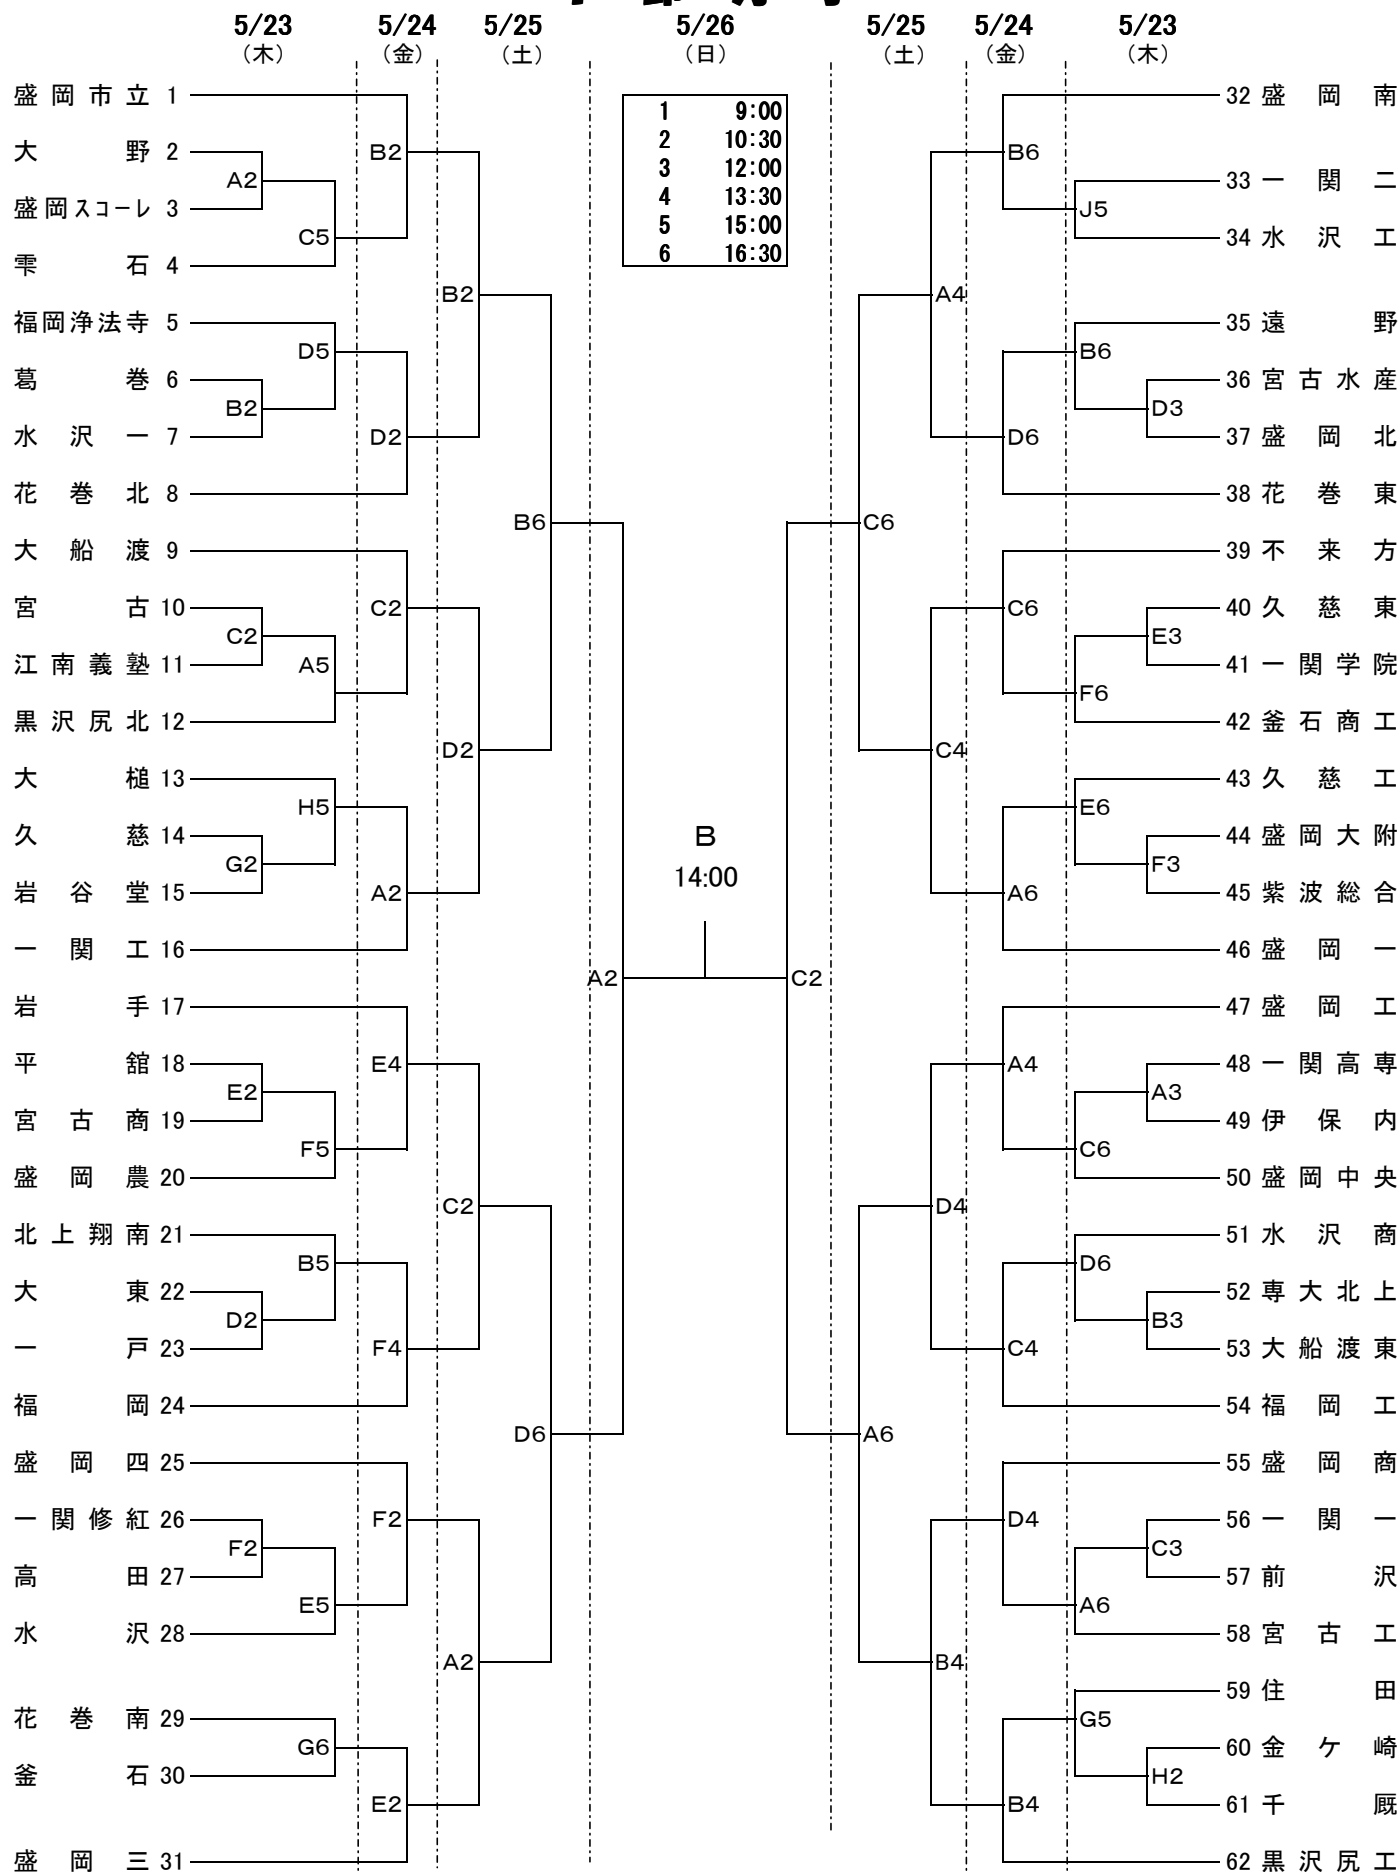 5/23 5/24 5/25 5/26 5/25 5/24 5/23
(木) (金) (土) (日) (土) (金) (木)
盛岡市立 1
大野 2
盛岡スコーレ 3
雫石 4
福岡浄法寺 5
葛巻 6
水沢一 7
花巻北 8
大船渡 9
宮古 10
江南義塾 11
黒沢尻北 12
大槌 13
久慈 14
岩谷堂 15
一関工 16
岩手 17
平舘 18
宮古商 19
盛岡農 20
北上翔南 21
大東 22
一戸 23
福岡 24
盛岡四 25
一関修紅 26
高田 27
水沢 28
花巻南 29
釜石 30
盛岡三 31
A2
C5
D5
B2
C2
A5
H5
G2
E2
F5
B5
D2
F2
E5
G6
B2
D2
C2
A2
E4
F4
F2
E2
B2
D2
C2
A2
B6
D6
A2
1 9:00
2 10:30
3 12:00
4 13:30
5 15:00
6 16:30
B
14:00
C2
C6
A6
A4
C4
D4
B4
B6
D6
C6
A6
A4
C4
D4
B4
J5
B6
D3
E3
F6
E6
F3
A3
C6
D6
B3
C3
A6
G5
H2
32 盛岡南
33 一関二
34 水沢工
35 遠野
36 宮古水産
37 盛岡北
38 花巻東
39 不来方
40 久慈東
41 一関学院
42 釜石商工
43 久慈工
44 盛岡大附
45 紫波総合
46 盛岡一
47 盛岡工
48 一関高専
49 伊保内
50 盛岡中央
51 水沢商
52 専大北上
53 大船渡東
54 福岡工
55 盛岡商
56 一関一
57 前沢
58 宮古工
59 住田
60 金ケ崎
61 千厩
62 黒沢尻工